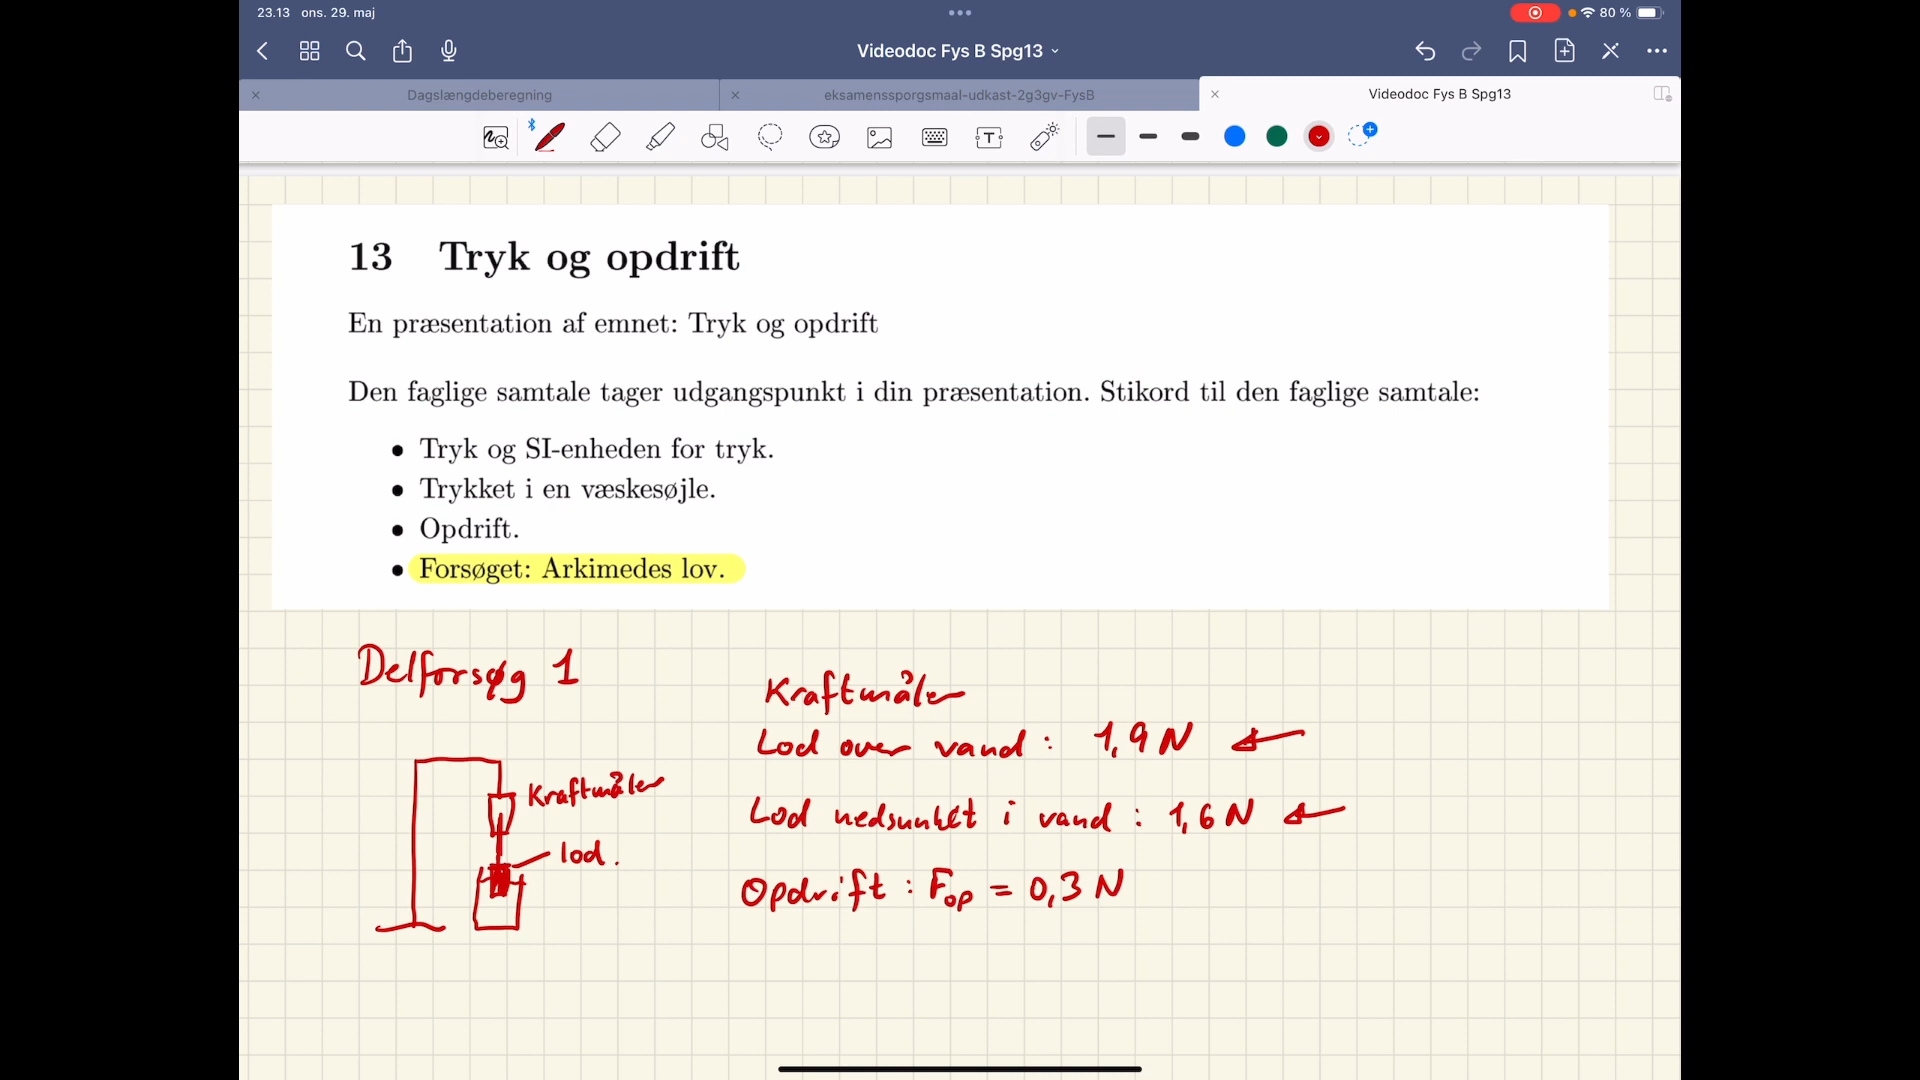 23.13 ons. 29. maj
80 %
Videodoc Fys B Spg13
Dagslængdeberegning
eksamenssporgsmaal-udkast-2g3gv-FysB
Videodoc Fys B Spg13
13 Tryk og opdrift
En præsentation af emnet: Tryk og opdrift
Den faglige samtale tager udgangspunkt i din præsentation. Stikord til den faglige samtale:
• Tryk og SI-enheden for tryk.
• Trykket i en væskesøjle.
• Opdrift.
• Forsøget: Arkimedes lov.
Delforsøg 1
Kraftmåler
lod.
Kraftmåler
Lod over vand : 1,9 N
Lod nedsunket i vand : 1,6 N
Opdrift : Fop = 0,3 N